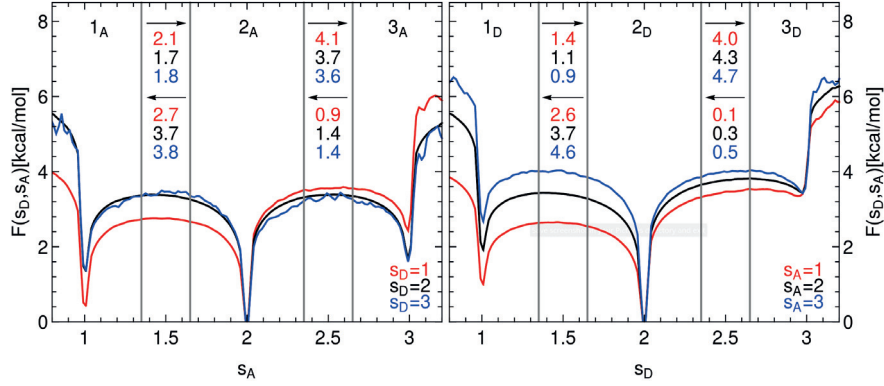 1A 2A 3A
2.1 4.1
1.7 3.7
1.8 3.6
2.7 0.9
3.7 1.4
3.8 1.4
sD=1
sD=2
sD=3
8
6
4
2
0
F(sD,sA)[kcal/mol]
1 1.5 2 2.5 3
sA
1D 2D 3D
1.4 4.0
1.1 4.3
0.9 4.7
2.6 0.1
3.7 0.3
4.6 0.5
sA=1
sA=2
sA=3
8
6
4
2
0
F(sD,sA)[kcal/mol]
1 1.5 2 2.5 3
sD